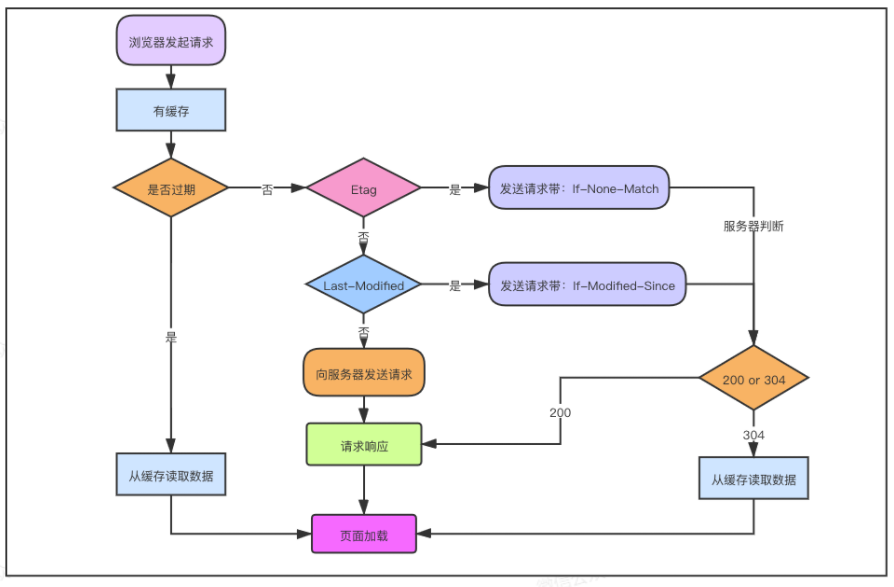 浏览器发起请求
有缓存
是否过期
否
Etag
是
发送请求带：If-None-Match
服务器判断
否
Last-Modified
是
发送请求带：If-Modified-Since
是
否
向服务器发送请求
200 or 304
200
304
请求响应
从缓存读取数据
从缓存读取数据
页面加载